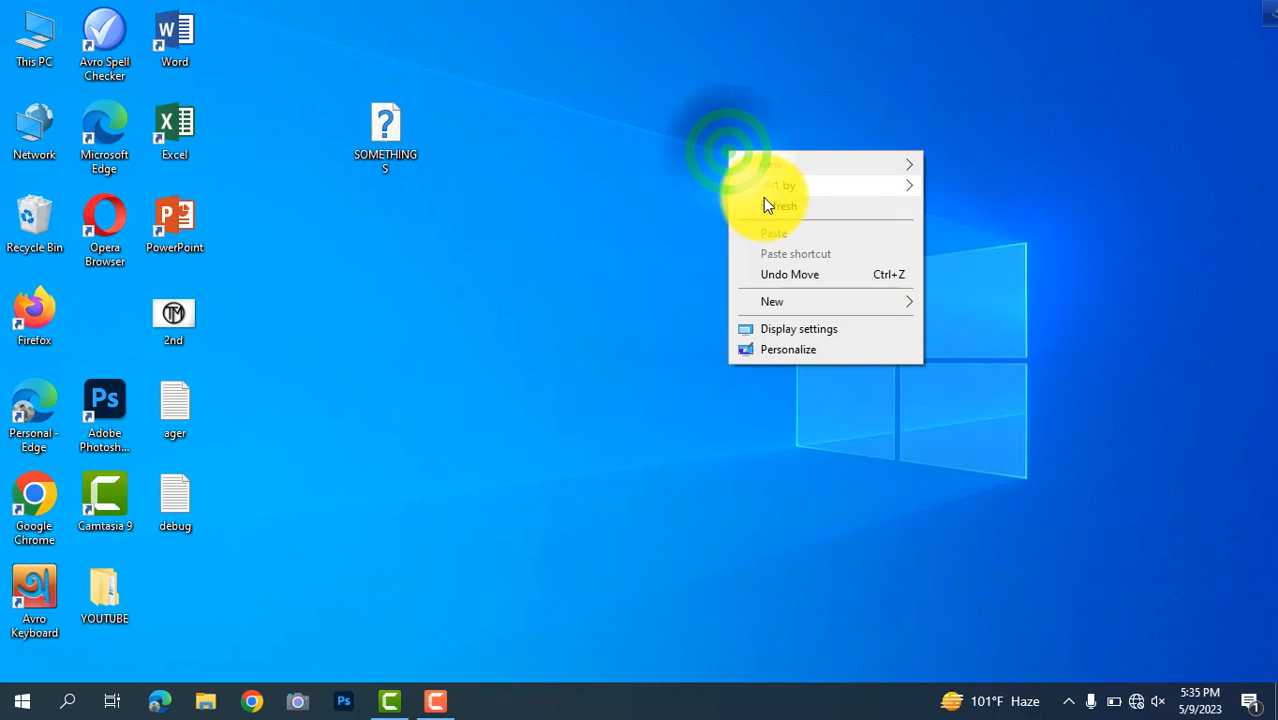 This PC
Avro Spell
Checker
Word
Network
Microsoft
Edge
Excel
SOMETHING
S
Recycle Bin
Opera
Browser
PowerPoint
Firefox
2nd
Personal -
Edge
Adobe
Photosh...
ager
Google
Chrome
Camtasia 9
debug
Avro
Keyboard
YOUTUBE
Paste
Paste shortcut
Undo Move Ctrl+Z
New
Display settings
Personalize
101°F Haze
5:35 PM
5/9/2023